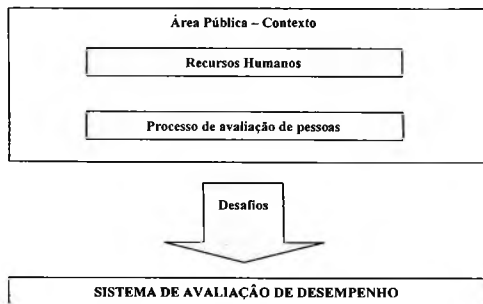 Área Pública – Contexto
Recursos Humanos
Processo de avaliação de pessoas
Desafios
SISTEMA DE AVALIAÇÃO DE DESEMPENHO